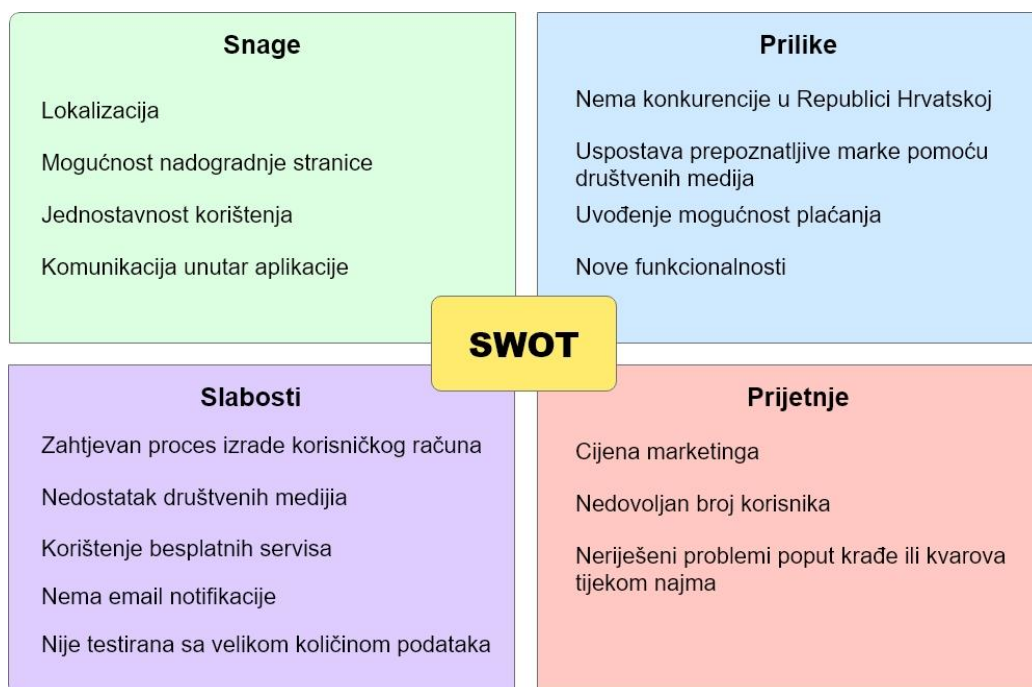 Snage
Lokalizacija
Mogućnost nadogradnje stranice
Jednostavnost korištenja
Komunikacija unutar aplikacije
Prilike
Nema konkurencije u Republici Hrvatskoj
Uspostava prepoznatljive marke pomoću
društvenih medija
Uvođenje mogućnost plaćanja
Nove funkcionalnosti
SWOT
Slabosti
Zahtjevan proces izrade korisničkog računa
Nedostatak društvenih medijia
Korištenje besplatnih servisa
Nema email notifikacije
Nije testirana sa velikom količinom podataka
Prijetnje
Cijena marketinga
Nedovoljan broj korisnika
Neriješeni problemi poput krađe ili kvarova
tijekom najma